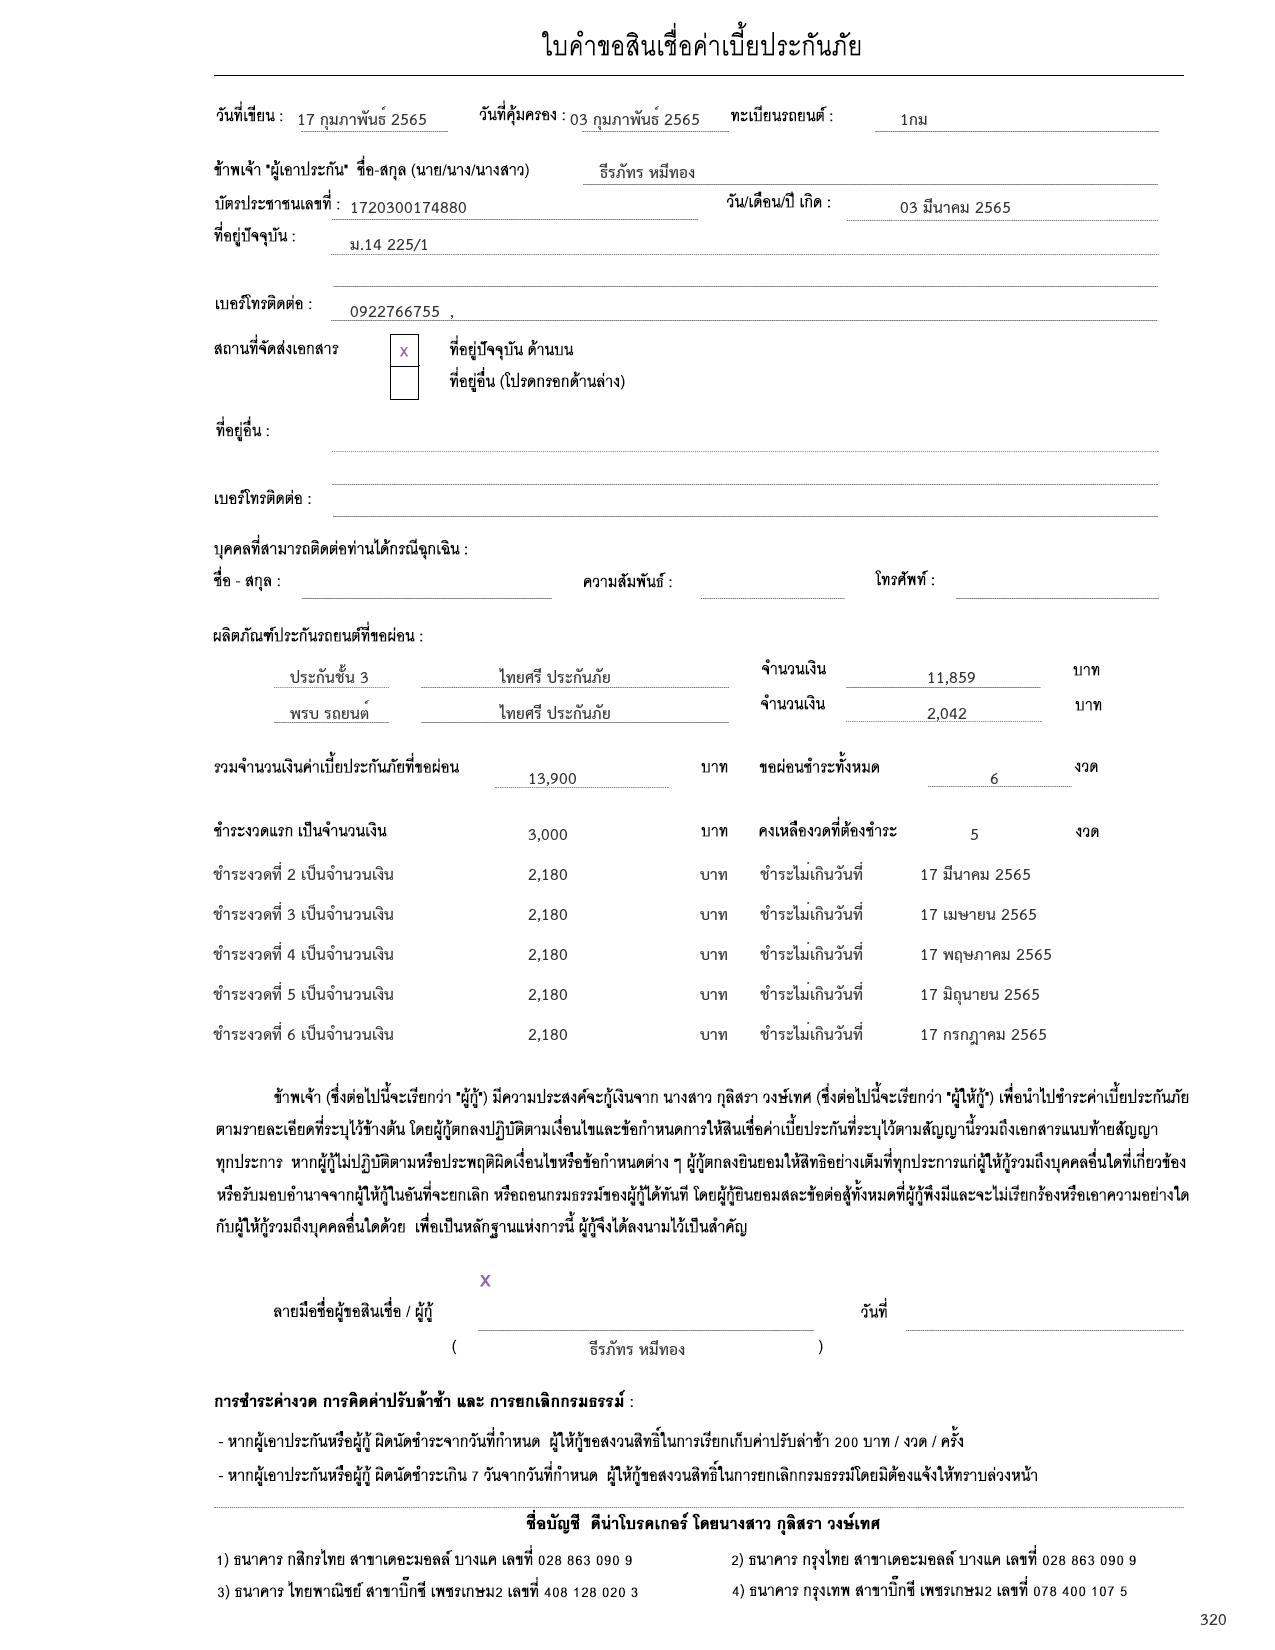 ใบคำขอสินเชื่อค่าเบี้ยประกันภัย
วันที่เขียน : 17 กุมภาพันธ์ 2565 วันที่คุ้มครอง : 03 กุมภาพันธ์ 2565 ทะเบียนรถยนต์ : 1กม
ข้าพเจ้า "ผู้เอาประกัน" ชื่อ-สกุล (นาย/นาง/นางสาว) ธีรภัทร หมีทอง
บัตรประชาชนเลขที่ : 1720300174880 วัน/เดือน/ปี เกิด : 03 มีนาคม 2565
ที่อยู่ปัจจุบัน : ม.14 225/1
เบอร์โทรติดต่อ : 0922766755 ,
สถานที่จัดส่งเอกสาร x ที่อยู่ปัจจุบัน ด้านบน
ที่อยู่อื่น (โปรดกรอกด้านล่าง)
ที่อยู่อื่น :
เบอร์โทรติดต่อ :
บุคคลที่สามารถติดต่อท่านได้กรณีฉุกเฉิน :
ชื่อ - สกุล : ความสัมพันธ์ : โทรศัพท์ :
ผลิตภัณฑ์ประกันรถยนต์ที่ขอผ่อน :
ประกันชั้น 3 ไทยศรี ประกันภัย จำนวนเงิน 11,859 บาท
พรบ รถยนต์ ไทยศรี ประกันภัย จำนวนเงิน 2,042 บาท
รวมจำนวนเงินค่าเบี้ยประกันภัยที่ขอผ่อน 13,900 บาท ขอผ่อนชำระทั้งหมด 6 งวด
ชำระงวดแรก เป็นจำนวนเงิน 3,000 บาท คงเหลืองวดที่ต้องชำระ 5 งวด
ชำระงวดที่ 2 เป็นจำนวนเงิน 2,180 บาท ชำระไม่เกินวันที่ 17 มีนาคม 2565
ชำระงวดที่ 3 เป็นจำนวนเงิน 2,180 บาท ชำระไม่เกินวันที่ 17 เมษายน 2565
ชำระงวดที่ 4 เป็นจำนวนเงิน 2,180 บาท ชำระไม่เกินวันที่ 17 พฤษภาคม 2565
ชำระงวดที่ 5 เป็นจำนวนเงิน 2,180 บาท ชำระไม่เกินวันที่ 17 มิถุนายน 2565
ชำระงวดที่ 6 เป็นจำนวนเงิน 2,180 บาท ชำระไม่เกินวันที่ 17 กรกฎาคม 2565
ข้าพเจ้า (ซึ่งต่อไปนี้จะเรียกว่า "ผู้กู้") มีความประสงค์จะกู้เงินจาก นางสาว กุลิสรา วงษ์เทศ (ซึ่งต่อไปนี้จะเรียกว่า "ผู้ให้กู้") เพื่อนำไปชำระค่าเบี้ยประกันภัย
ตามรายละเอียดที่ระบุไว้ข้างต้น โดยผู้กู้ตกลงปฏิบัติตามเงื่อนไขและข้อกำหนดการให้สินเชื่อค่าเบี้ยประกันที่ระบุไว้ตามสัญญานี้รวมถึงเอกสารแนบท้ายสัญญา
ทุกประการ หากผู้กู้ไม่ปฏิบัติตามหรือประพฤติผิดเงื่อนไขหรือข้อกำหนดต่าง ๆ ผู้กู้ตกลงยินยอมให้สิทธิอย่างเต็มที่ทุกประการแก่ผู้ให้กู้รวมถึงบุคคลอื่นใดที่เกี่ยวข้อง
หรือรับมอบอำนาจจากผู้ให้กู้ในอันที่จะยกเลิก หรือถอนกรมธรรม์ของผู้กู้ได้ทันที โดยผู้กู้ยินยอมสละข้อต่อสู้ทั้งหมดที่ผู้กู้พึงมีและจะไม่เรียกร้องหรือเอาความอย่างใด
กับผู้ให้กู้รวมถึงบุคคลอื่นใดด้วย เพื่อเป็นหลักฐานแห่งการนี้ ผู้กู้จึงได้ลงนามไว้เป็นสำคัญ
x
ลายมือชื่อผู้ขอสินเชื่อ / ผู้กู้ วันที่
( ธีรภัทร หมีทอง )
การชำระค่างวด การคิดค่าปรับล้าช้า และ การยกเลิกกรมธรรม์ :
- หากผู้เอาประกันหรือผู้กู้ ผิดนัดชำระจากวันที่กำหนด ผู้ให้กู้ขอสงวนสิทธิ์ในการเรียกเก็บค่าปรับล่าช้า 200 บาท / งวด / ครั้ง
- หากผู้เอาประกันหรือผู้กู้ ผิดนัดชำระเกิน 7 วันจากวันที่กำหนด ผู้ให้กู้ขอสงวนสิทธิ์ในการยกเลิกกรมธรรม์โดยมิต้องแจ้งให้ทราบล่วงหน้า
ชื่อบัญชี ดีน่าโบรคเกอร์ โดยนางสาว กุลิสรา วงษ์เทศ
1) ธนาคาร กสิกรไทย สาขาเดอะมอลล์ บางแค เลขที่ 028 863 090 9 2) ธนาคาร กรุงไทย สาขาเดอะมอลล์ บางแค เลขที่ 028 863 090 9
3) ธนาคาร ไทยพาณิชย์ สาขาบิ๊กซี เพชรเกษม2 เลขที่ 408 128 020 3 4) ธนาคาร กรุงเทพ สาขาบิ๊กซี เพชรเกษม2 เลขที่ 078 400 107 5
320